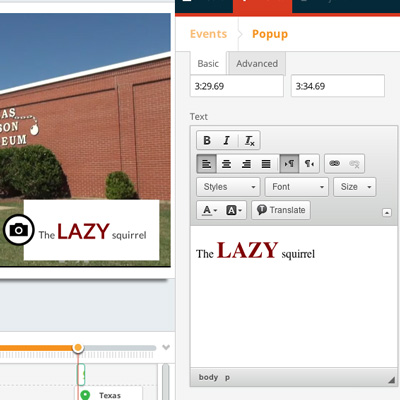 Events
Popup
Basic
Advanced
3:29.69
3:34.69
Text
B I Tx
Styles
Font
Size
A
A
Translate
The LAZY squirrel
body p
AS
SON
EUM
The LAZY squirrel
Texas